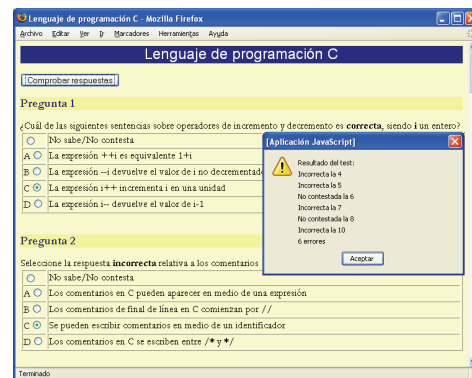 Lenguaje de programación C - Mozilla Firefox
Archivo Editar Ver Ir Marcadores Herramientas Ayuda
Lenguaje de programación C
Comprobar respuestas
Pregunta 1
¿Cuál de las siguientes sentencias sobre operadores de incremento y decremento es correcta, siendo i un entero?
No sabe/No contesta
A La expresión ++i es equivalente 1+i
B La expresión --i devuelve el valor de i no decrementado
C La expresión i++ incrementa i en una unidad
D La expresión i-- devuelve el valor de i-1
[Aplicación JavaScript]
Resultado del test:
Incorrecta la 4
Incorrecta la 5
No contestada la 6
Incorrecta la 7
No contestada la 8
Incorrecta la 10
6 errores
Aceptar
Pregunta 2
Seleccione la respuesta incorrecta relativa a los comentarios
No sabe/No contesta
A Los comentarios en C pueden aparecer en medio de una expresión
B Los comentarios de final de línea en C comienzan por //
C Se pueden escribir comentarios en medio de un identificador
D Los comentarios en C se escriben entre /* y */
Terminado